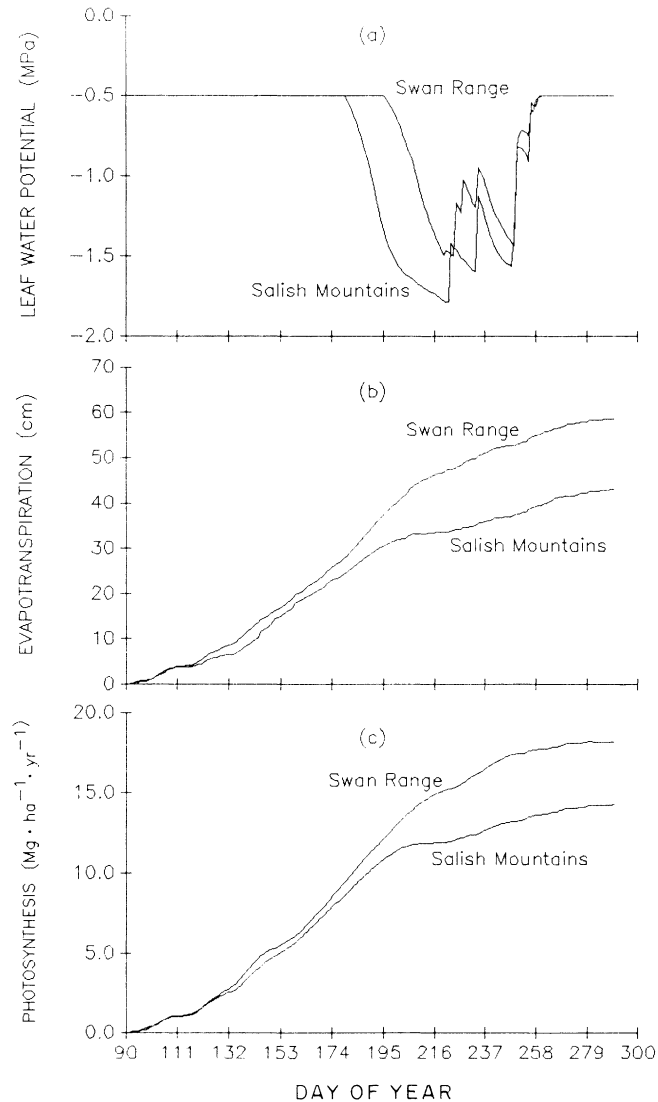 (a)
LEAF WATER POTENTIAL (MPa)
0.0
−0.5
−1.0
−1.5
−2.0
Swan Range
Salish Mountains
(b)
EVAPOTRANSPIRATION (cm)
70
60
50
40
30
20
10
0
Swan Range
Salish Mountains
(c)
PHOTOSYNTHESIS (Mg·ha⁻¹·yr⁻¹)
20.0
15.0
10.0
5.0
0.0
Swan Range
Salish Mountains
90 111 132 153 174 195 216 237 258 279 300
DAY OF YEAR